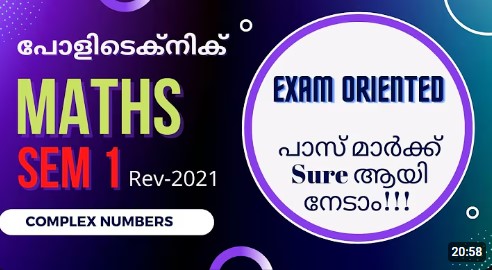 പോളിടെക്നിക്
MATHS
SEM 1 Rev-2021
COMPLEX NUMBERS
EXAM ORIENTED
പാസ് മാർക്ക്
Sure ആയി
നേടാം!!!
20:58